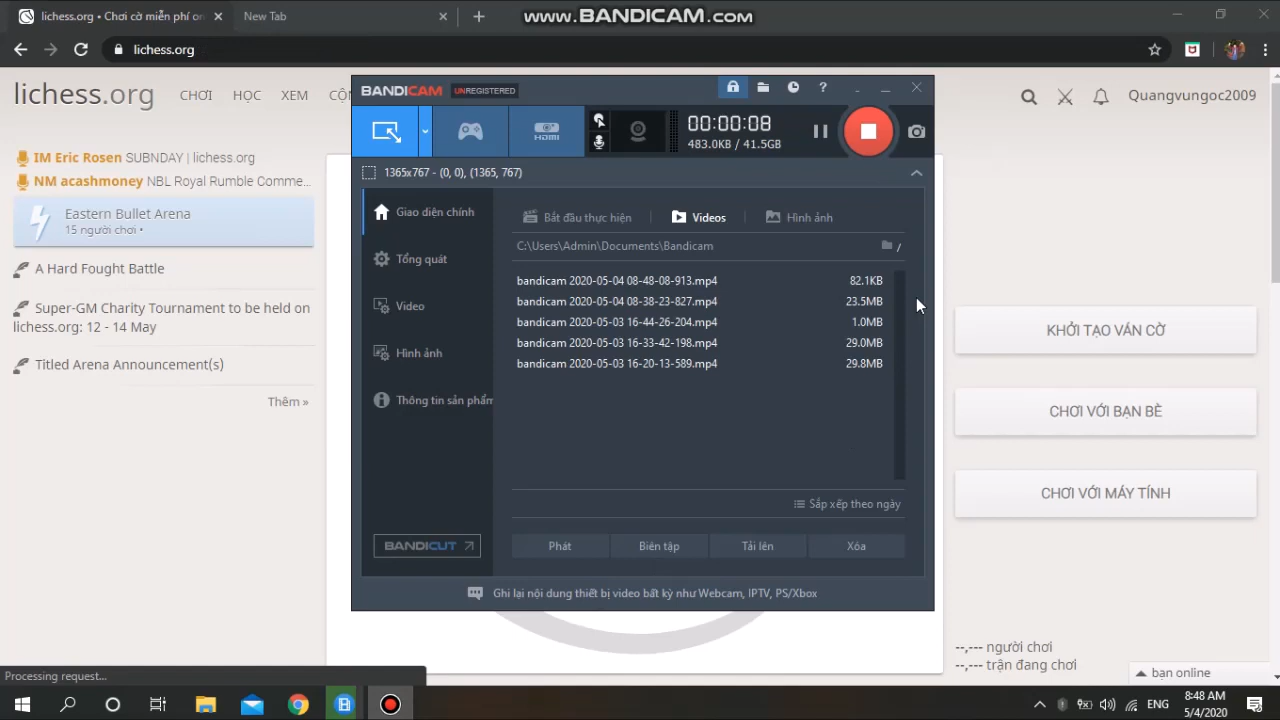 lichess.org • Chơi cờ miễn phí on
New Tab
www.BANDICAM.com
lichess.org
lichess.org
CHƠI
HỌC
XEM
Quangvungoc2009
IM Eric Rosen SUBNDAY | lichess.org
NM acashmoney NBL Royal Rumble Comme...
Eastern Bullet Arena
15 người chơi •
A Hard Fought Battle
Super-GM Charity Tournament to be held on
lichess.org: 12 - 14 May
Titled Arena Announcement(s)
Thêm »
BANDICAM UNREGISTERED
HDMI
00:00:08
483.0KB / 41.5GB
1365x767 - (0, 0), (1365, 767)
Giao diện chính
Tổng quát
Video
Hình ảnh
Thông tin sản phẩm
BANDICUT
Bắt đầu thực hiện
Videos
Hình ảnh
C:\Users\Admin\Documents\Bandicam
/
bandicam 2020-05-04 08-48-08-913.mp4 82.1KB
bandicam 2020-05-04 08-38-23-827.mp4 23.5MB
bandicam 2020-05-03 16-44-26-204.mp4 1.0MB
bandicam 2020-05-03 16-33-42-198.mp4 29.0MB
bandicam 2020-05-03 16-20-13-589.mp4 29.8MB
Sắp xếp theo ngày
Phát
Biên tập
Tải lên
Xóa
Ghi lại nội dung thiết bị video bất kỳ như Webcam, IPTV, PS/Xbox
KHỞI TẠO VÁN CỜ
CHƠI VỚI BẠN BÈ
CHƠI VỚI MÁY TÍNH
--,--- người chơi
--,--- trận đang chơi
bạn online
Processing request...
ENG
8:48 AM
5/4/2020